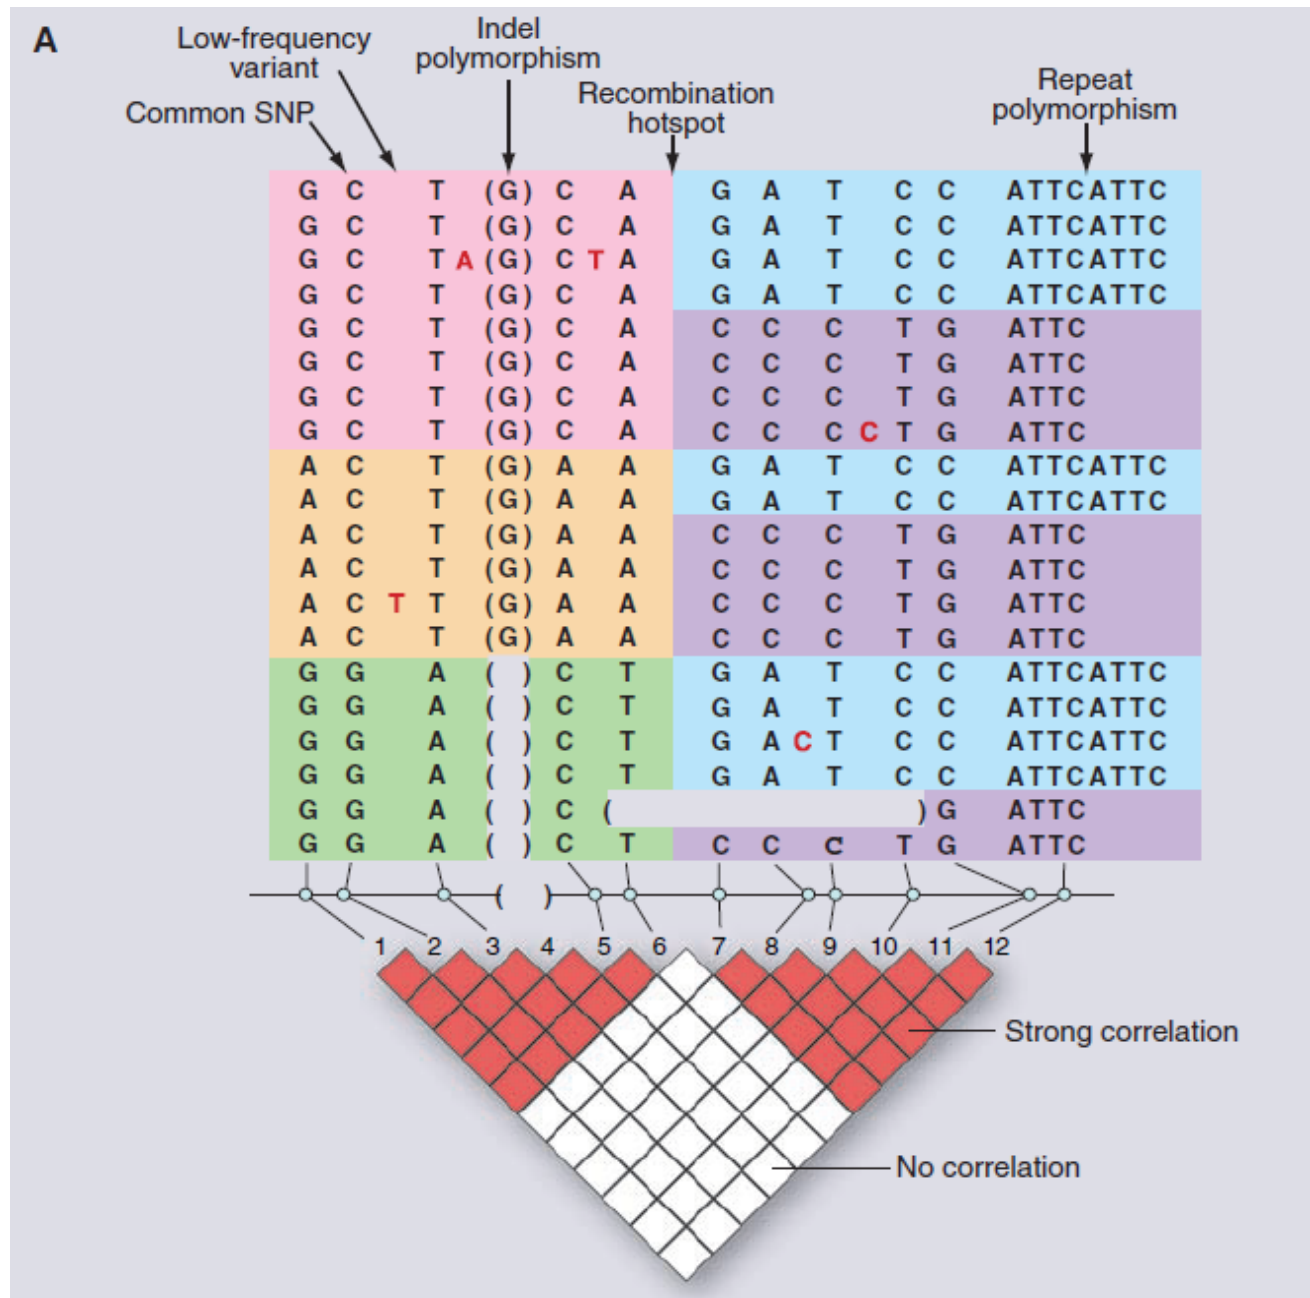 A
Low-frequency
variant
Indel
polymorphism
Common SNP
Recombination
hotspot
Repeat
polymorphism
G C T (G) C A G A T C C ATTCATTC
G C T (G) C A G A T C C ATTCATTC
G C T A (G) C T A G A T C C ATTCATTC
G C T (G) C A G A T C C ATTCATTC
G C T (G) C A C C C T G ATTC
G C T (G) C A C C C T G ATTC
G C T (G) C A C C C T G ATTC
G C T (G) C A C C C C T G ATTC
A C T (G) A A G A T C C ATTCATTC
A C T (G) A A G A T C C ATTCATTC
A C T (G) A A C C C T G ATTC
A C T (G) A A C C C T G ATTC
A C T T (G) A A C C C T G ATTC
A C T (G) A A C C C T G ATTC
G G A ( ) C T G A T C C ATTCATTC
G G A ( ) C T G A T C C ATTCATTC
G G A ( ) C T G A C T C C ATTCATTC
G G A ( ) C T G A T C C ATTCATTC
G G A ( ) C ( ) G ATTC
G G A ( ) C T C C C T G ATTC
( )
1 2 3 4 5 6 7 8 9 10 11 12
Strong correlation
No correlation